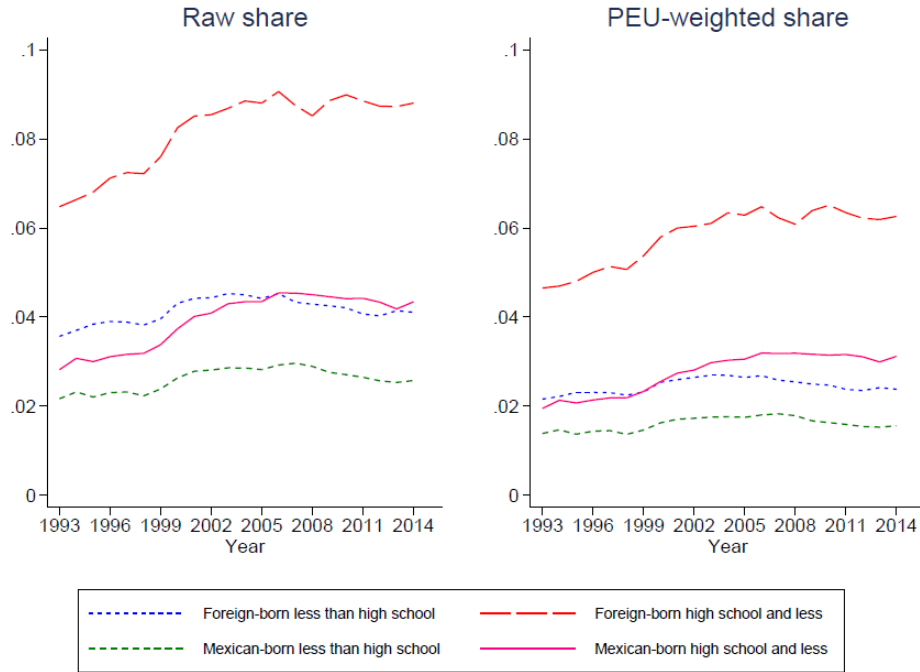 Raw share
.1
.08
.06
.04
.02
0
1993 1996 1999 2002 2005 2008 2011 2014
Year
PEU-weighted share
.1
.08
.06
.04
.02
0
1993 1996 1999 2002 2005 2008 2011 2014
Year
Foreign-born less than high school
Foreign-born high school and less
Mexican-born less than high school
Mexican-born high school and less